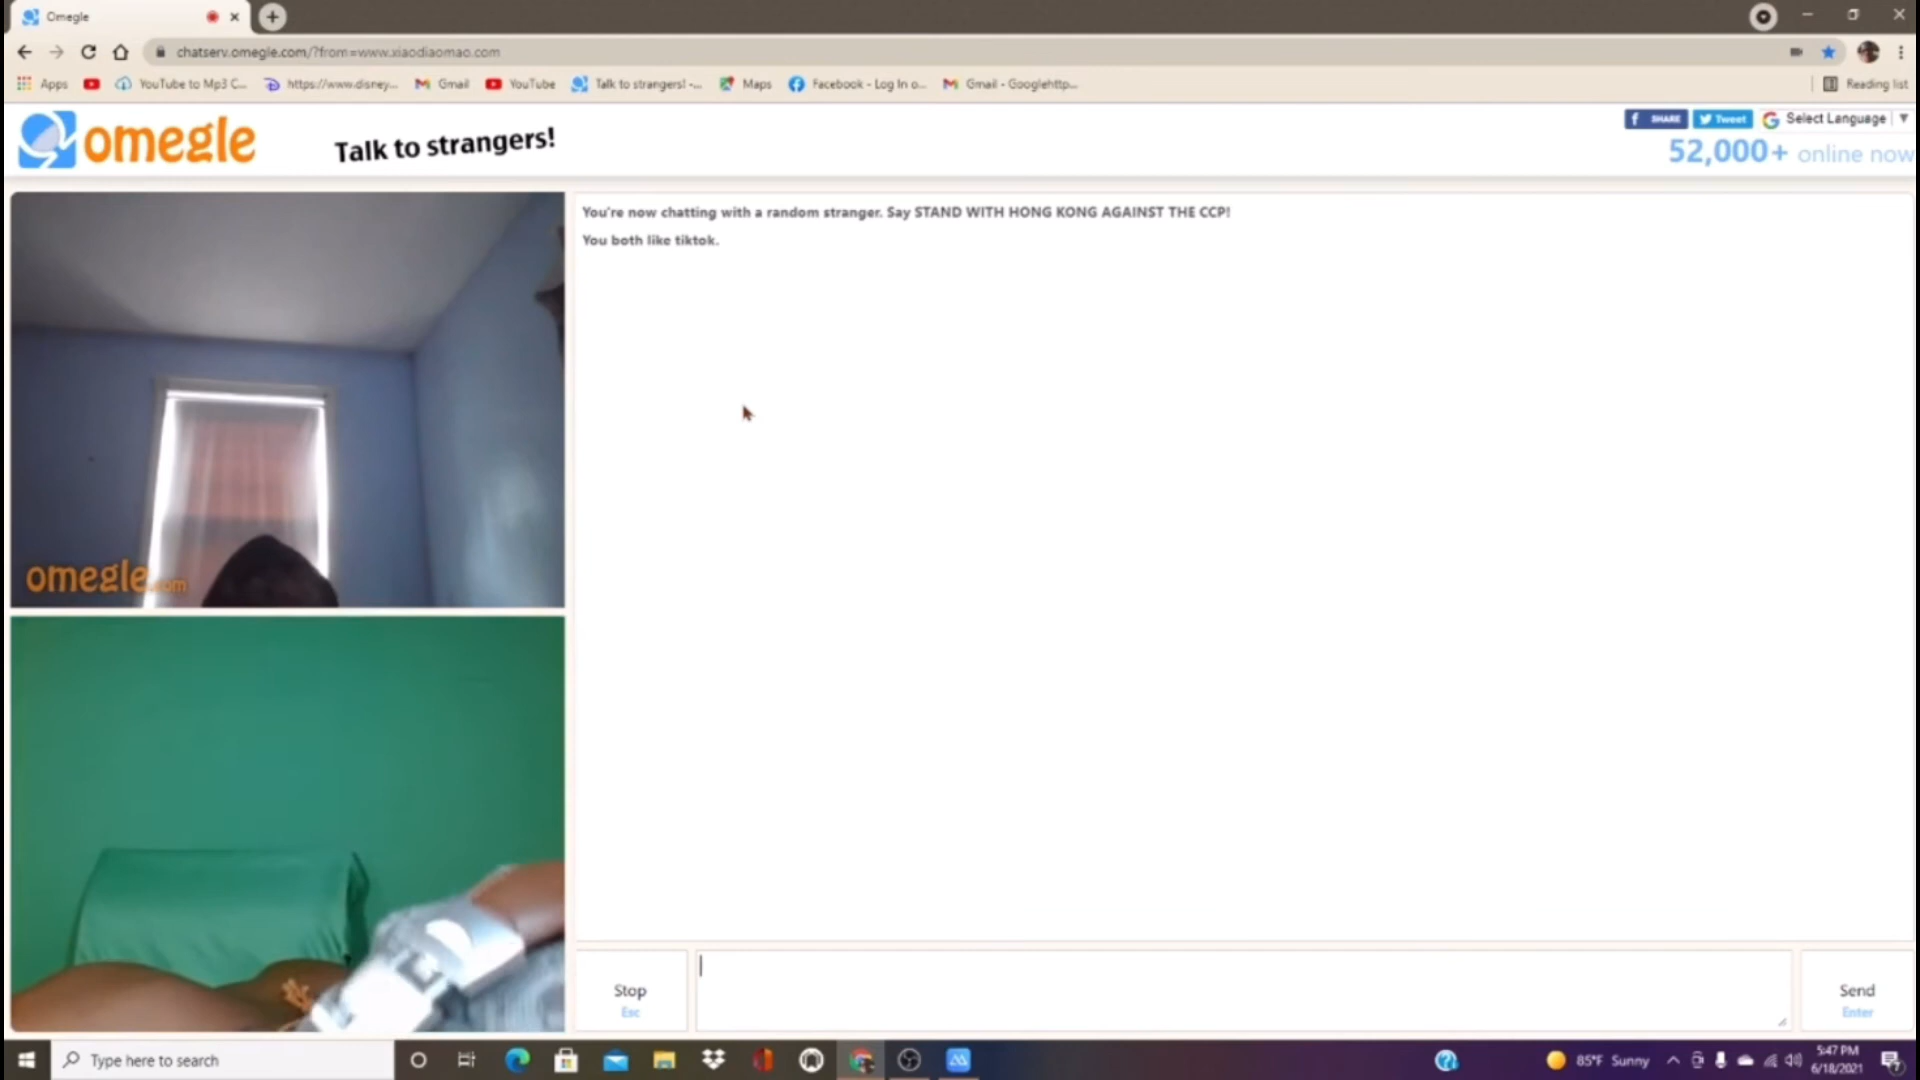 Omegle
chatserv.omegle.com/?from=www.xiaodiaomao.com
Apps
YouTube to Mp3 C...
https://www.disney...
Gmail
YouTube
Talk to strangers! -...
Maps
Facebook - Log In o...
Gmail - Googlehttp...
Reading list
omegle
Talk to strangers!
SHARE
Tweet
Select Language
52,000+ online now
You're now chatting with a random stranger. Say STAND WITH HONG KONG AGAINST THE CCP!
You both like tiktok.
omegle.com
Stop
Esc
Send
Enter
Type here to search
85°F Sunny
5:47 PM
6/18/2021